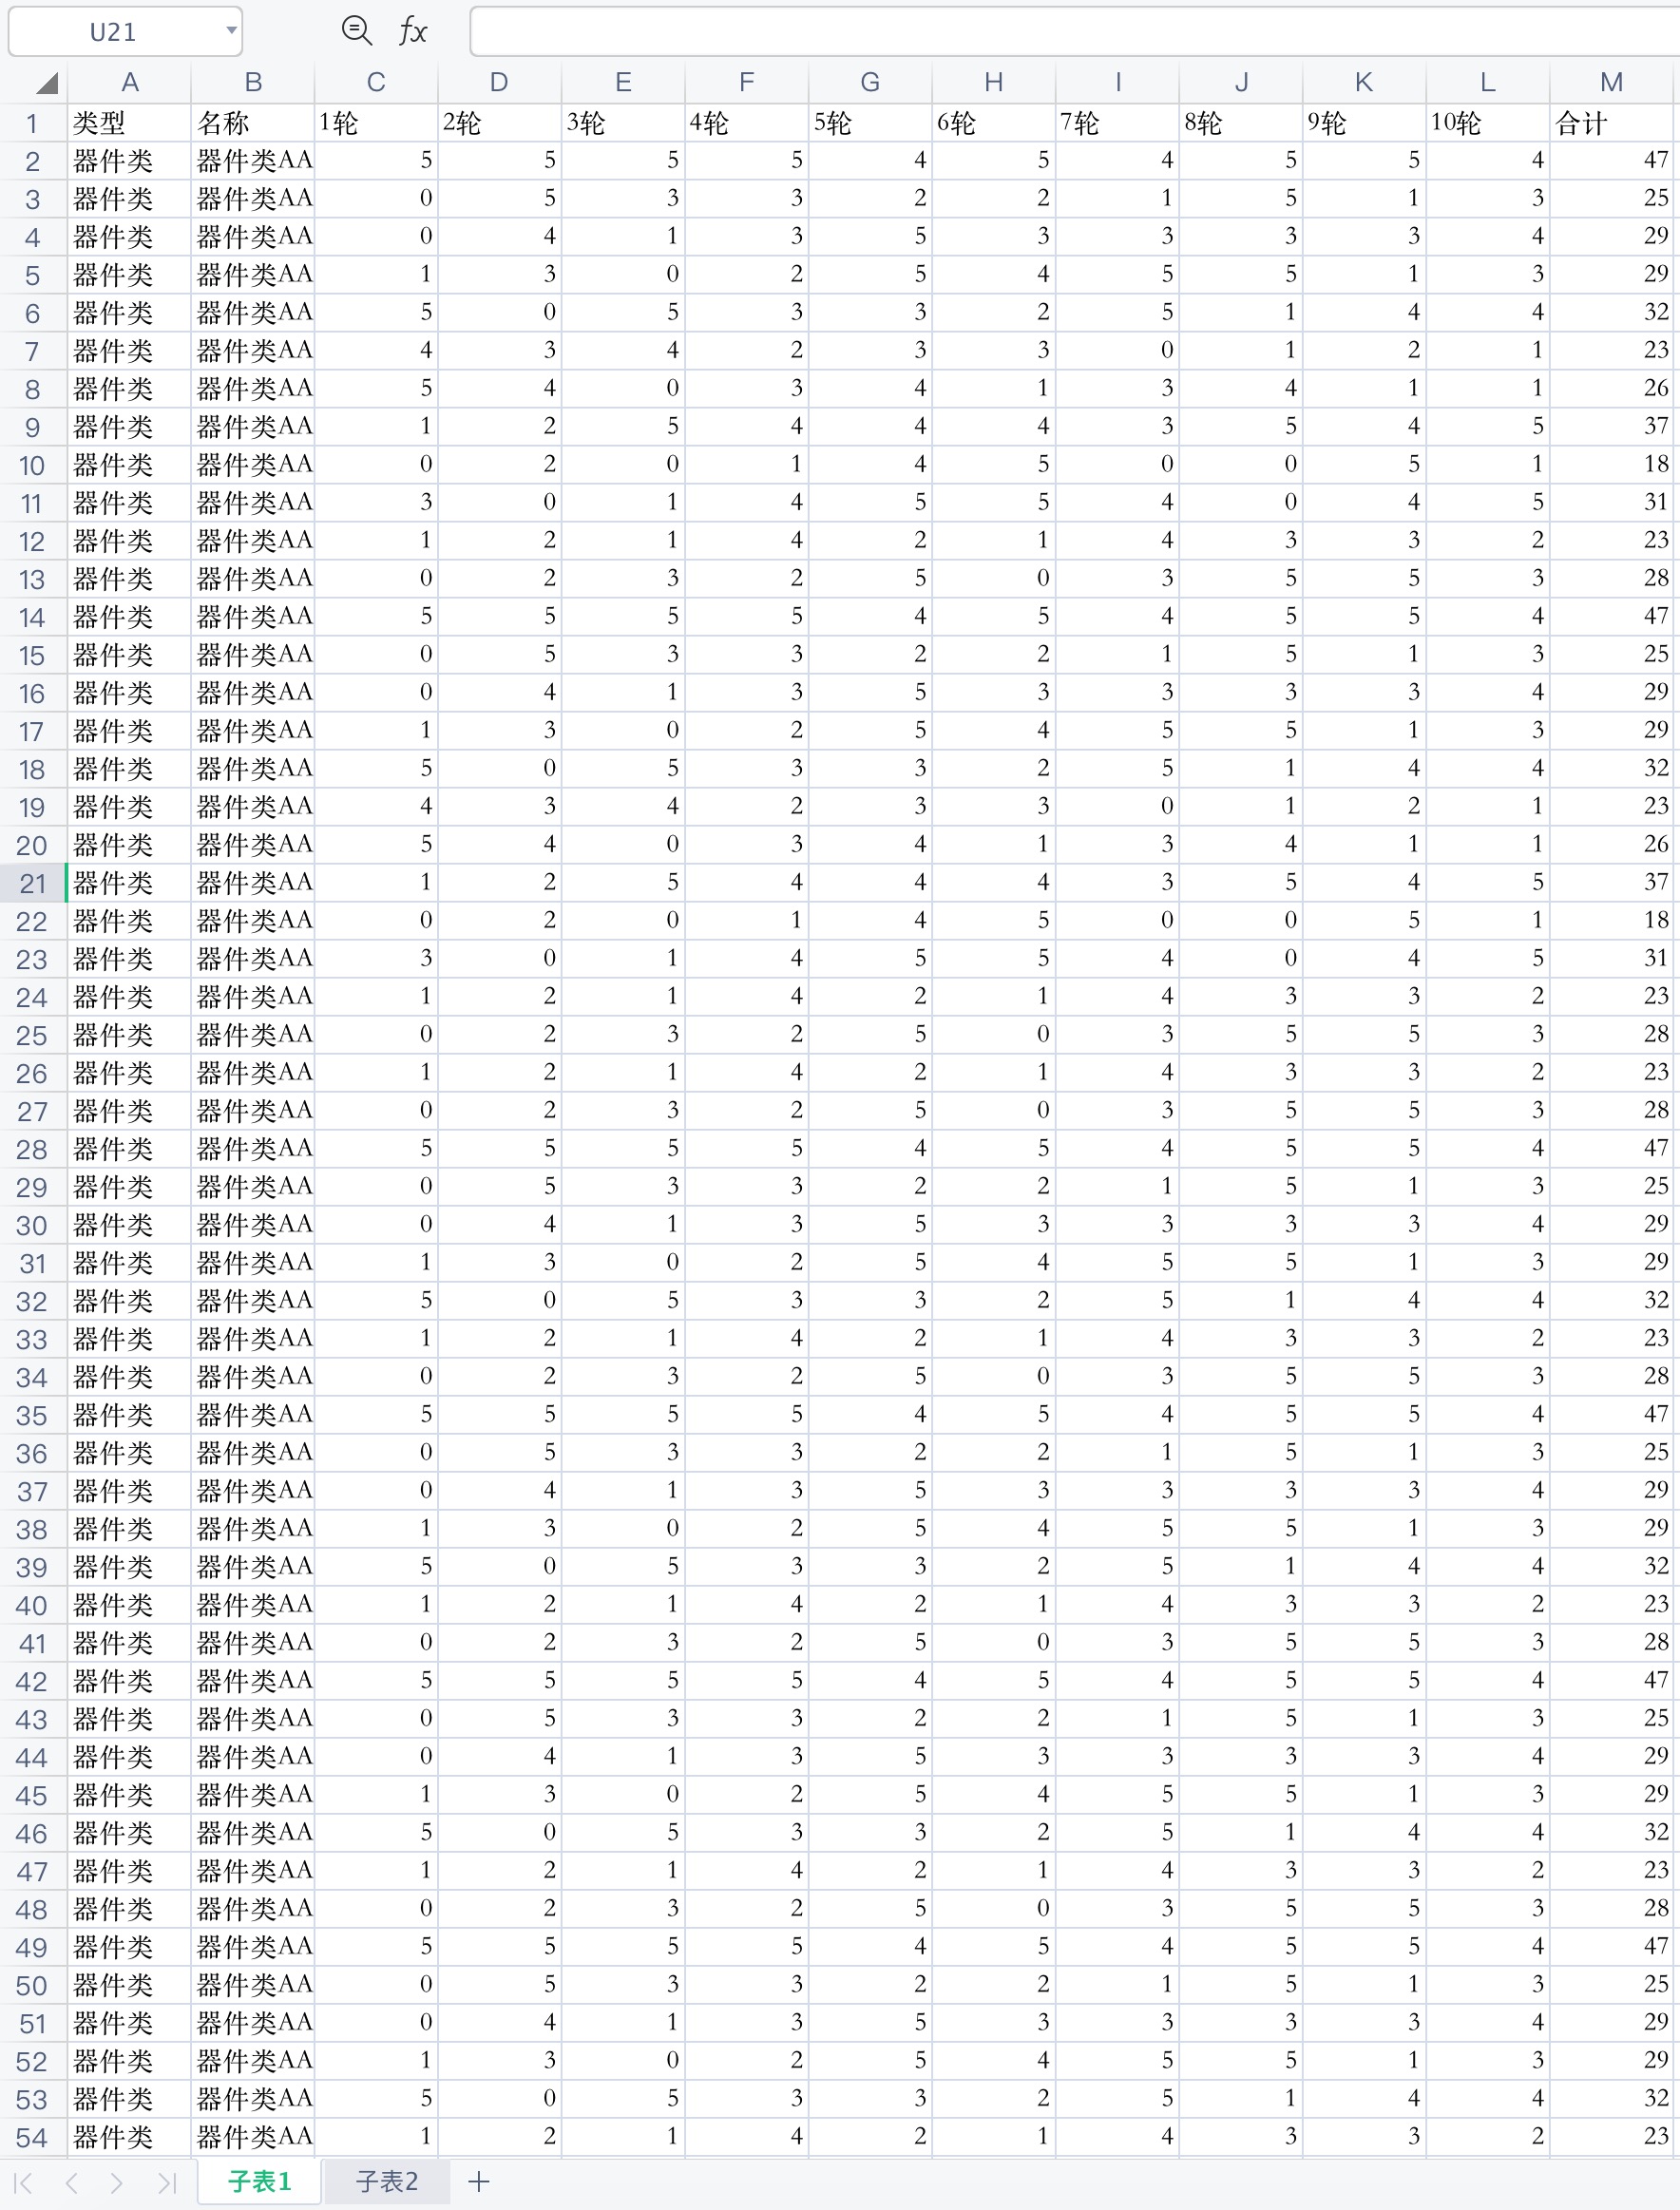 U21 fx
A B C D E F G H I J K L M
1 类型 名称 1轮 2轮 3轮 4轮 5轮 6轮 7轮 8轮 9轮 10轮 合计
2 器件类 器件类AA 5 5 5 5 4 5 4 5 5 4 47
3 器件类 器件类AA 0 5 3 3 2 2 1 5 1 3 25
4 器件类 器件类AA 0 4 1 3 5 3 3 3 3 4 29
5 器件类 器件类AA 1 3 0 2 5 4 5 5 1 3 29
6 器件类 器件类AA 5 0 5 3 3 2 5 1 4 4 32
7 器件类 器件类AA 4 3 4 2 3 3 0 1 2 1 23
8 器件类 器件类AA 5 4 0 3 4 1 3 4 1 1 26
9 器件类 器件类AA 1 2 5 4 4 4 3 5 4 5 37
10 器件类 器件类AA 0 2 0 1 4 5 0 0 5 1 18
11 器件类 器件类AA 3 0 1 4 5 5 4 0 4 5 31
12 器件类 器件类AA 1 2 1 4 2 1 4 3 3 2 23
13 器件类 器件类AA 0 2 3 2 5 0 3 5 5 3 28
14 器件类 器件类AA 5 5 5 5 4 5 4 5 5 4 47
15 器件类 器件类AA 0 5 3 3 2 2 1 5 1 3 25
16 器件类 器件类AA 0 4 1 3 5 3 3 3 3 4 29
17 器件类 器件类AA 1 3 0 2 5 4 5 5 1 3 29
18 器件类 器件类AA 5 0 5 3 3 2 5 1 4 4 32
19 器件类 器件类AA 4 3 4 2 3 3 0 1 2 1 23
20 器件类 器件类AA 5 4 0 3 4 1 3 4 1 1 26
21 器件类 器件类AA 1 2 5 4 4 4 3 5 4 5 37
22 器件类 器件类AA 0 2 0 1 4 5 0 0 5 1 18
23 器件类 器件类AA 3 0 1 4 5 5 4 0 4 5 31
24 器件类 器件类AA 1 2 1 4 2 1 4 3 3 2 23
25 器件类 器件类AA 0 2 3 2 5 0 3 5 5 3 28
26 器件类 器件类AA 1 2 1 4 2 1 4 3 3 2 23
27 器件类 器件类AA 0 2 3 2 5 0 3 5 5 3 28
28 器件类 器件类AA 5 5 5 5 4 5 4 5 5 4 47
29 器件类 器件类AA 0 5 3 3 2 2 1 5 1 3 25
30 器件类 器件类AA 0 4 1 3 5 3 3 3 3 4 29
31 器件类 器件类AA 1 3 0 2 5 4 5 5 1 3 29
32 器件类 器件类AA 5 0 5 3 3 2 5 1 4 4 32
33 器件类 器件类AA 1 2 1 4 2 1 4 3 3 2 23
34 器件类 器件类AA 0 2 3 2 5 0 3 5 5 3 28
35 器件类 器件类AA 5 5 5 5 4 5 4 5 5 4 47
36 器件类 器件类AA 0 5 3 3 2 2 1 5 1 3 25
37 器件类 器件类AA 0 4 1 3 5 3 3 3 3 4 29
38 器件类 器件类AA 1 3 0 2 5 4 5 5 1 3 29
39 器件类 器件类AA 5 0 5 3 3 2 5 1 4 4 32
40 器件类 器件类AA 1 2 1 4 2 1 4 3 3 2 23
41 器件类 器件类AA 0 2 3 2 5 0 3 5 5 3 28
42 器件类 器件类AA 5 5 5 5 4 5 4 5 5 4 47
43 器件类 器件类AA 0 5 3 3 2 2 1 5 1 3 25
44 器件类 器件类AA 0 4 1 3 5 3 3 3 3 4 29
45 器件类 器件类AA 1 3 0 2 5 4 5 5 1 3 29
46 器件类 器件类AA 5 0 5 3 3 2 5 1 4 4 32
47 器件类 器件类AA 1 2 1 4 2 1 4 3 3 2 23
48 器件类 器件类AA 0 2 3 2 5 0 3 5 5 3 28
49 器件类 器件类AA 5 5 5 5 4 5 4 5 5 4 47
50 器件类 器件类AA 0 5 3 3 2 2 1 5 1 3 25
51 器件类 器件类AA 0 4 1 3 5 3 3 3 3 4 29
52 器件类 器件类AA 1 3 0 2 5 4 5 5 1 3 29
53 器件类 器件类AA 5 0 5 3 3 2 5 1 4 4 32
54 器件类 器件类AA 1 2 1 4 2 1 4 3 3 2 23
子表1 子表2